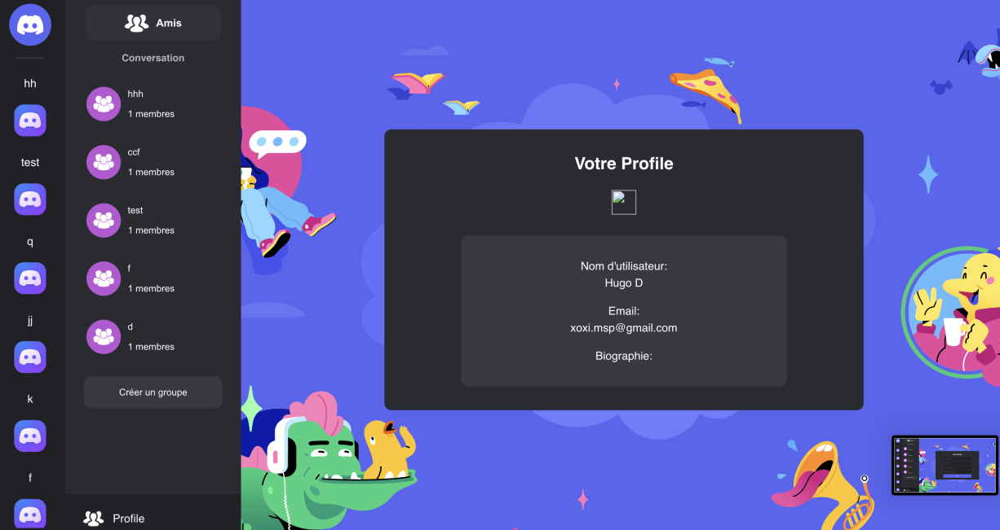 hh
test
q
jj
k
f
Amis
Conversation
hhh
1 membres
ccf
1 membres
test
1 membres
f
1 membres
d
1 membres
Créer un groupe
Profile
Votre Profile
Nom d'utilisateur:
Hugo D
Email:
xoxi.msp@gmail.com
Biographie: